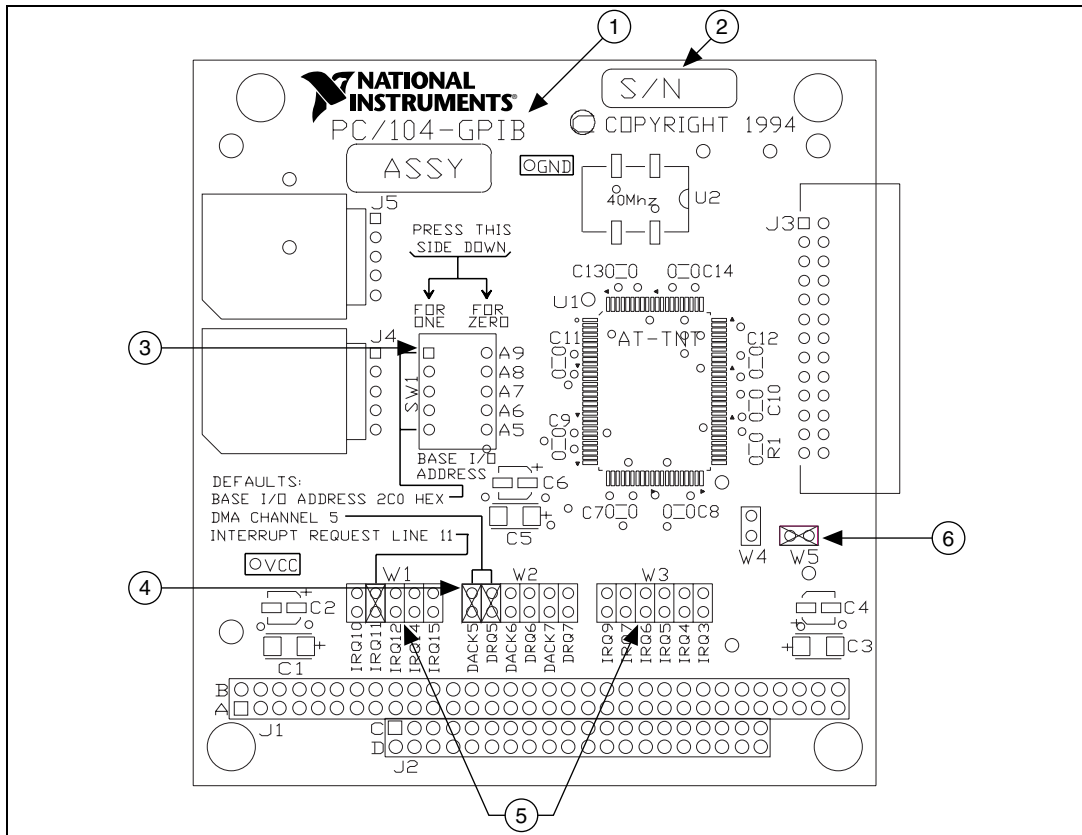 1
2
NATIONAL
INSTRUMENTS®
PC/104-GPIB
S/N
© COPYRIGHT 1994
ASSY
GND
40Mhz
U2
J5
J3
PRESS THIS
SIDE DOWN
FOR
ONE
FOR
ZERO
C13
C14
U1
AT-TNT
C11
C12
C10
R1
C9
C7
C8
3
J4
SW1
A9
A8
A7
A6
A5
BASE I/O
ADDRESS
C6
C5
DEFAULTS:
BASE I/O ADDRESS 2C0 HEX
DMA CHANNEL 5
INTERRUPT REQUEST LINE 11
W4
W5
6
VCC
4
W1
W2
W3
C2
C1
C4
C3
IRQ10
IRQ11
IRQ12
IRQ14
IRQ15
DACK5
DRQ5
DACK6
DRQ6
DACK7
DRQ7
IRQ9
IRQ7
IRQ6
IRQ5
IRQ4
IRQ3
B
A
J1
C
D
J2
5